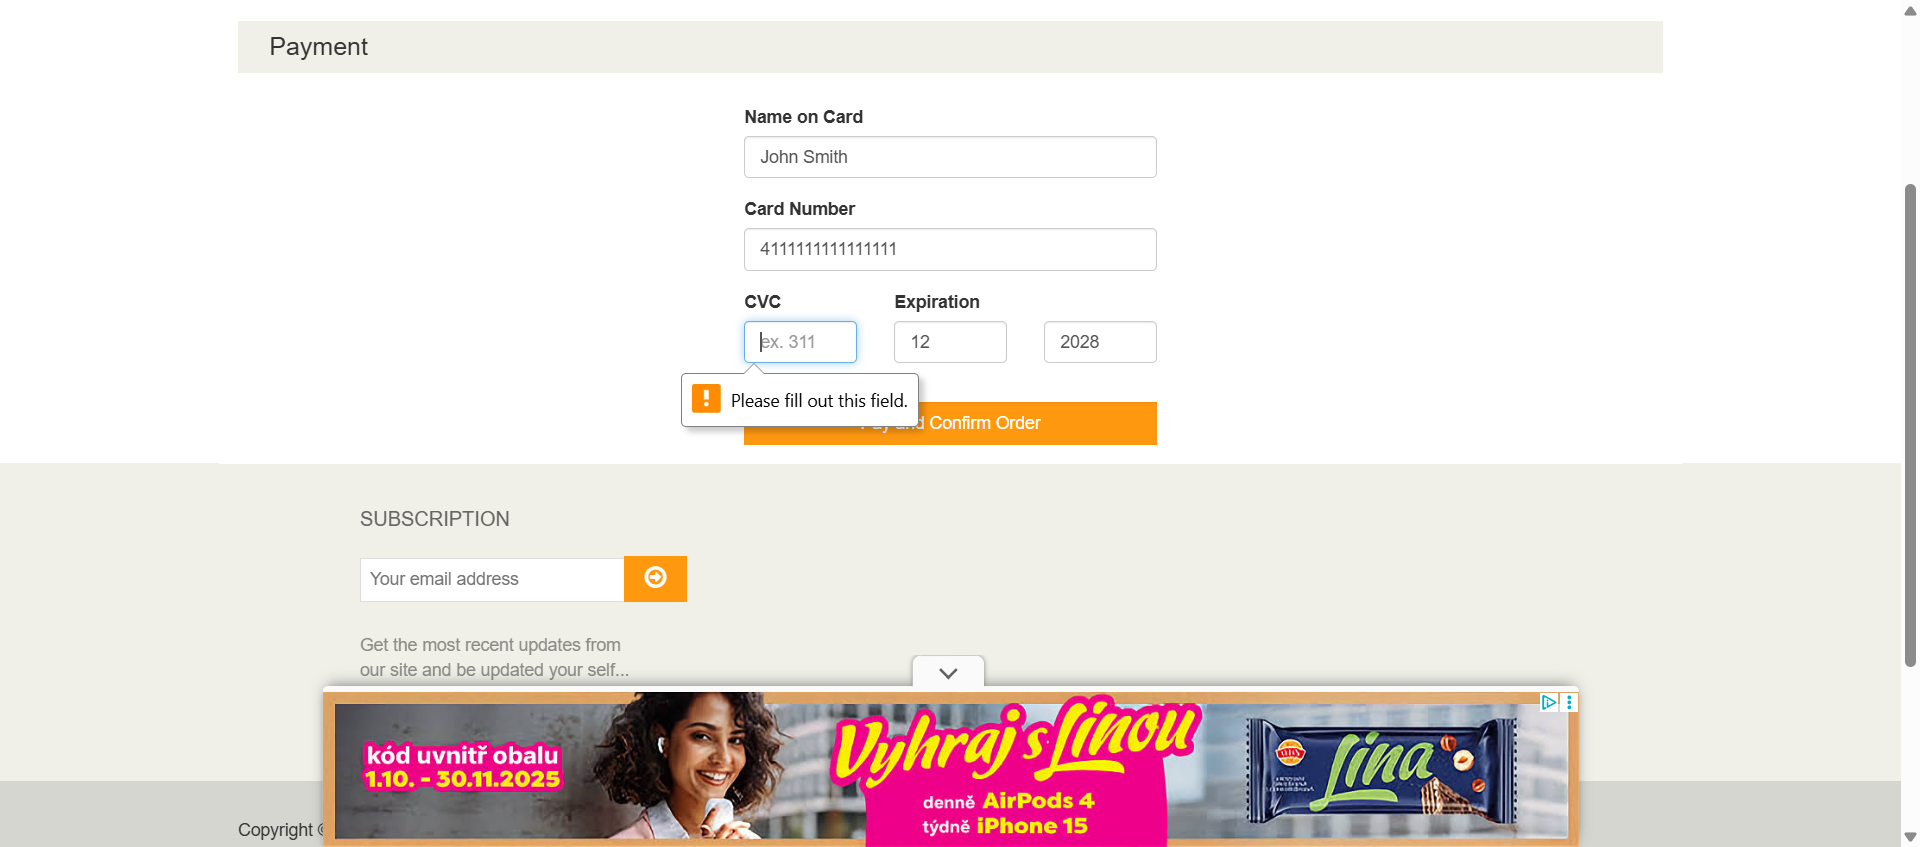 Payment
Name on Card
John Smith
Card Number
4111111111111111
CVC
Expiration
ex. 311
12
2028
Please fill out this field.
Pay and Confirm Order
SUBSCRIPTION
Your email address
Get the most recent updates from
our site and be updated your self...
kód uvnitř obalu
1.10. - 30.11.2025
Vyhraj s Linou
denně AirPods 4
týdně iPhone 15
Lina
Copyright ©